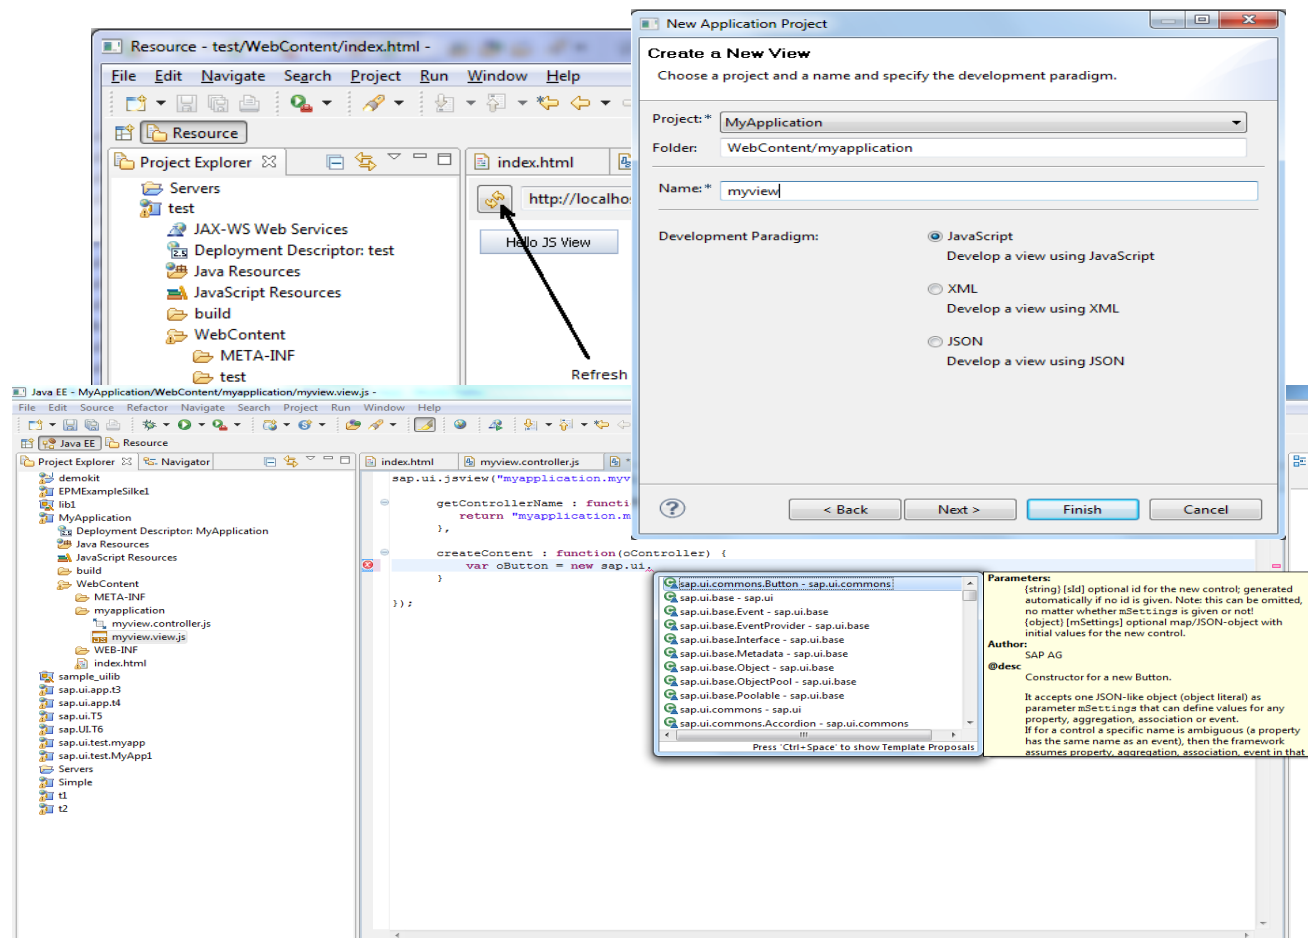 Resource - test/WebContent/index.html -
File Edit Navigate Search Project Run Window Help
Resource
Project Explorer
index.html
Servers
test
JAX-WS Web Services
Deployment Descriptor: test
Java Resources
JavaScript Resources
build
WebContent
META-INF
test
http://localho
Hello JS View
Refresh
New Application Project
Create a New View
Choose a project and a name and specify the development paradigm.
Project:* MyApplication
Folder: WebContent/myapplication
Name:* myview
Development Paradigm:
JavaScript
Develop a view using JavaScript
XML
Develop a view using XML
JSON
Develop a view using JSON
< Back Next > Finish Cancel
Java EE - MyApplication/WebContent/myapplication/myview.view.js -
File Edit Source Refactor Navigate Search Project Run Window Help
Java EE Resource
Project Explorer Navigator
index.html myview.controller.js
demokit
EPMExampleSilke1
lib1
MyApplication
Deployment Descriptor: MyApplication
Java Resources
JavaScript Resources
build
WebContent
META-INF
myapplication
myview.controller.js
myview.view.js
WEB-INF
index.html
sample_uilib
sap.ui.app.t3
sap.ui.app.t4
sap.ui.T5
sap.UI.T6
sap.ui.test.myapp
sap.ui.test.MyApp1
Servers
Simple
t1
t2
sap.ui.jsview("myapplication.myv
getControllerName : functi
return "myapplication.m
},
createContent : function(oController) {
var oButton = new sap.ui.
}
});
sap.ui.commons.Button - sap.ui.commons
sap.ui.base - sap.ui
sap.ui.base.Event - sap.ui.base
sap.ui.base.EventProvider - sap.ui.base
sap.ui.base.Interface - sap.ui.base
sap.ui.base.Metadata - sap.ui.base
sap.ui.base.Object - sap.ui.base
sap.ui.base.ObjectPool - sap.ui.base
sap.ui.base.Poolable - sap.ui.base
sap.ui.commons - sap.ui
sap.ui.commons.Accordion - sap.ui.commons
Press 'Ctrl+Space' to show Template Proposals
Parameters:
{string} [sId] optional id for the new control; generated
automatically if no id is given. Note: this can be omitted,
no matter whether mSettings is given or not!
{object} [mSettings] optional map/JSON-object with
initial values for the new control.
Author:
SAP AG
@desc
Constructor for a new Button.
It accepts one JSON-like object (object literal) as
parameter mSettings that can define values for any
property, aggregation, association or event.
If for a control a specific name is ambiguous (a property
has the same name as an event), then the framework
assumes property, aggregation, association, event in that